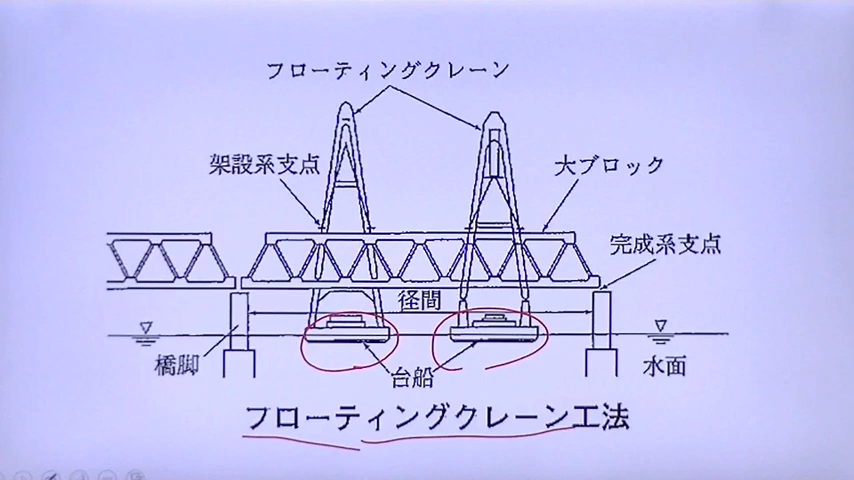 フローティングクレーン
架設系支点
大ブロック
完成系支点
径間
橋脚
台船
水面
フローティングクレーン工法